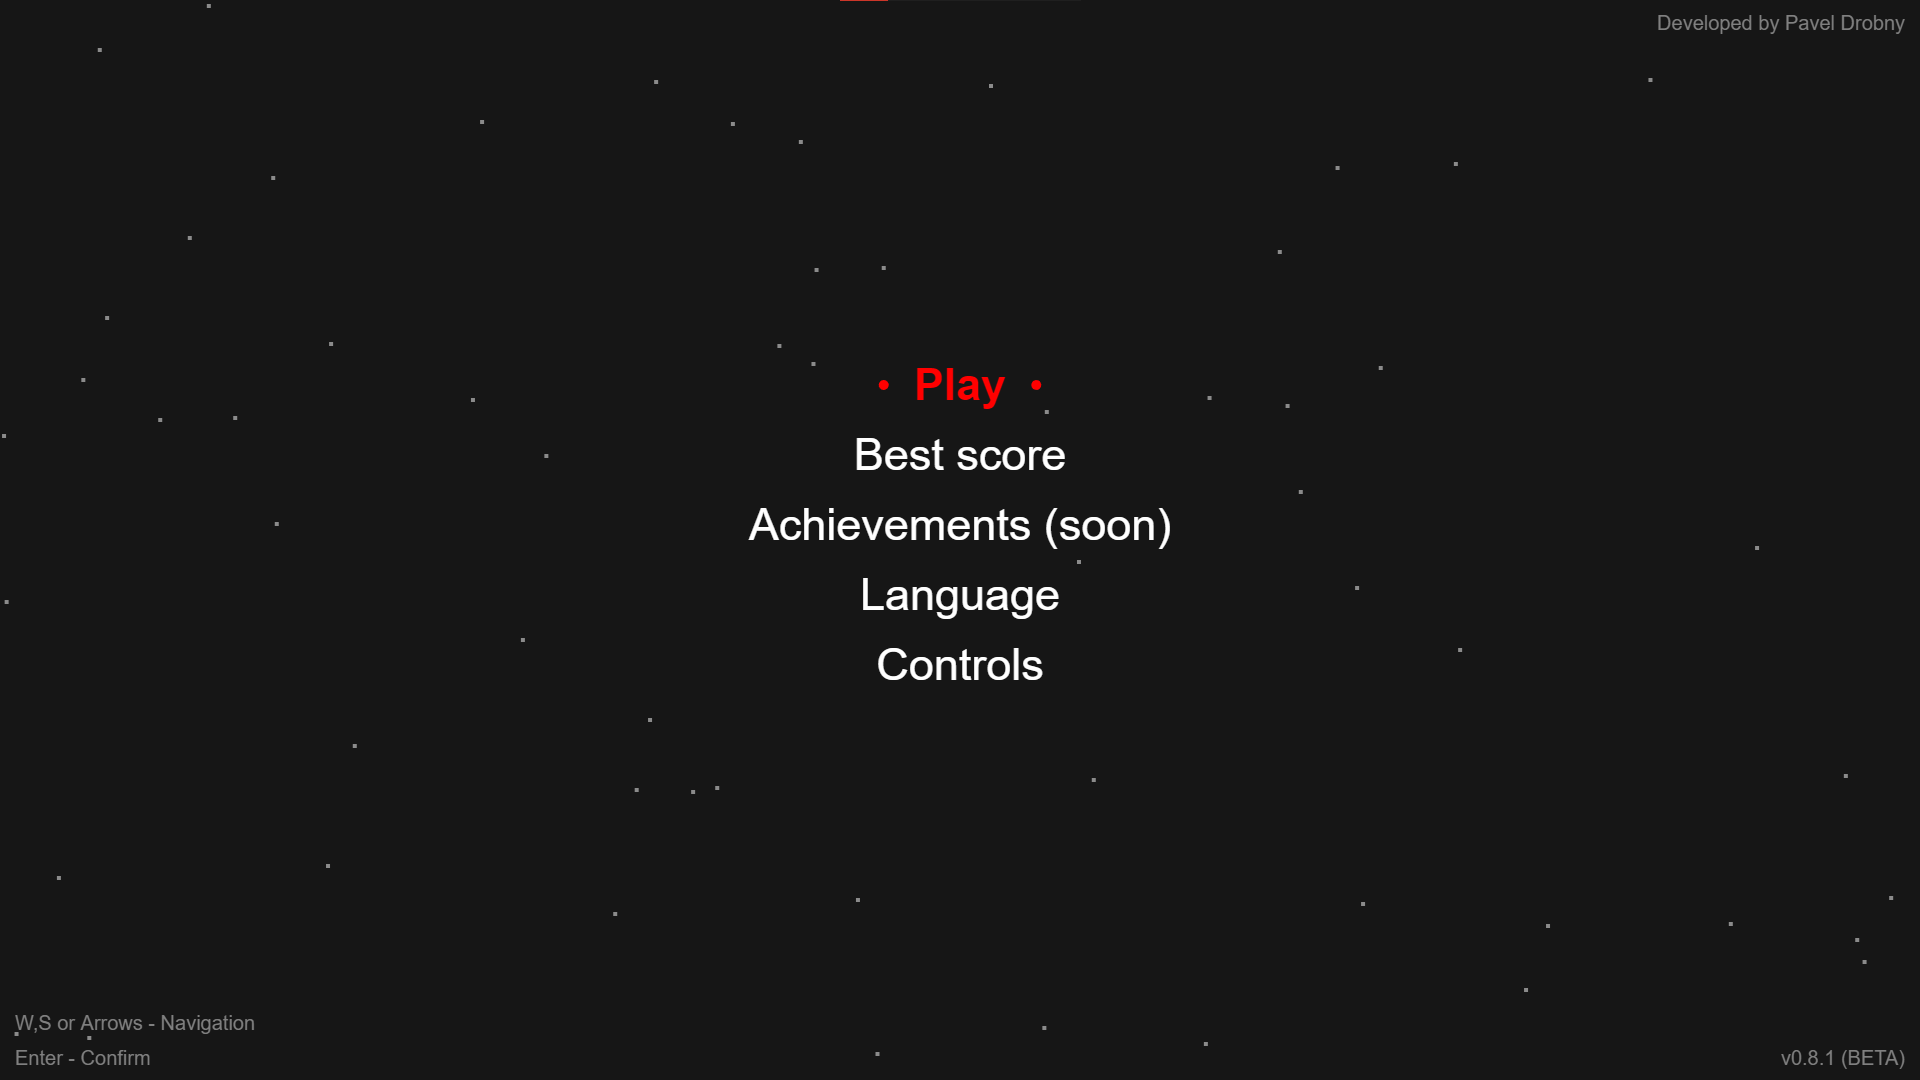 Developed by Pavel Drobny
• Play •
Best score
Achievements (soon)
Language
Controls
W,S or Arrows - Navigation
Enter - Confirm
v0.8.1 (BETA)